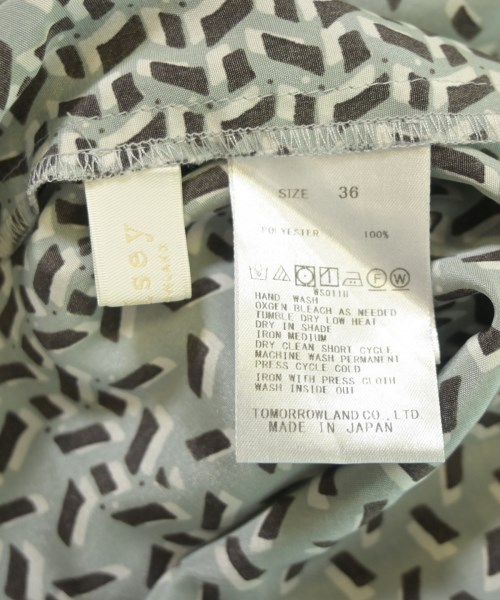 sey
SIZE 36
POLYESTER 100%
F W
WS0110
HAND WASH
OXGEN BLEACH AS NEEDED
TUMBLE DRY LOW HEAT
DRY IN SHADE
IRON MEDIUM
DRY CLEAN SHORT CYCLE
MACHINE WASH PERMANENT
PRESS CYCLE COLD
IRON WITH PRESS CLOTH
WASH INSIDE OUT
TOMORROWLAND CO., LTD.
MADE IN JAPAN